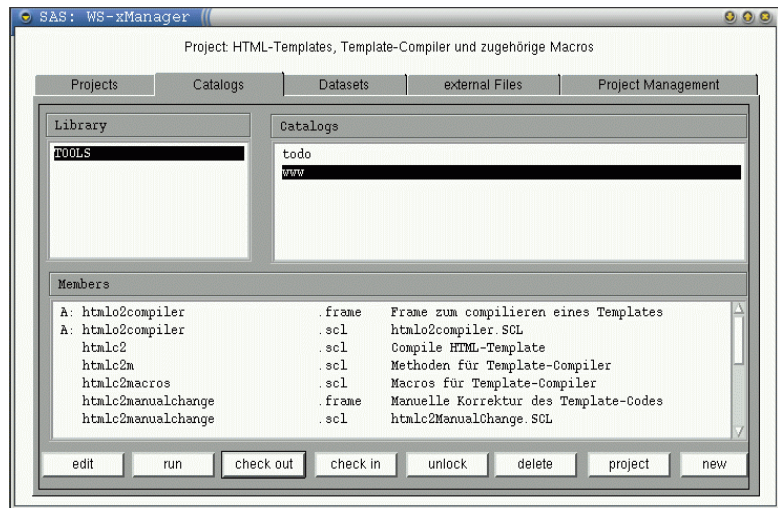 SAS: WS-xManager
Project: HTML-Templates, Template-Compiler und zugehörige Macros
Projects Catalogs Datasets external Files Project Management
Library Catalogs
TOOLS
todo
www
Members
A: htmlo2compiler .frame Frame zum compilieren eines Templates
A: htmlo2compiler .scl htmlo2compiler.SCL
htmlc2 .scl Compile HTML-Template
htmlc2m .scl Methoden für Template-Compiler
htmlc2macros .scl Macros für Template-Compiler
htmlc2manualchange .frame Manuelle Korrektur des Template-Codes
htmlc2manualchange .scl htmlc2ManualChange.SCL
edit run check out check in unlock delete project new